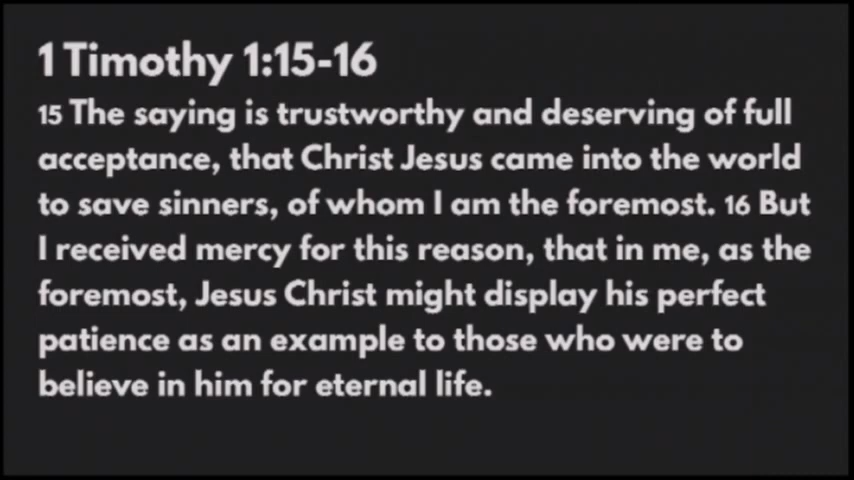 1 Timothy 1:15-16
15 The saying is trustworthy and deserving of full
acceptance, that Christ Jesus came into the world
to save sinners, of whom I am the foremost. 16 But
I received mercy for this reason, that in me, as the
foremost, Jesus Christ might display his perfect
patience as an example to those who were to
believe in him for eternal life.